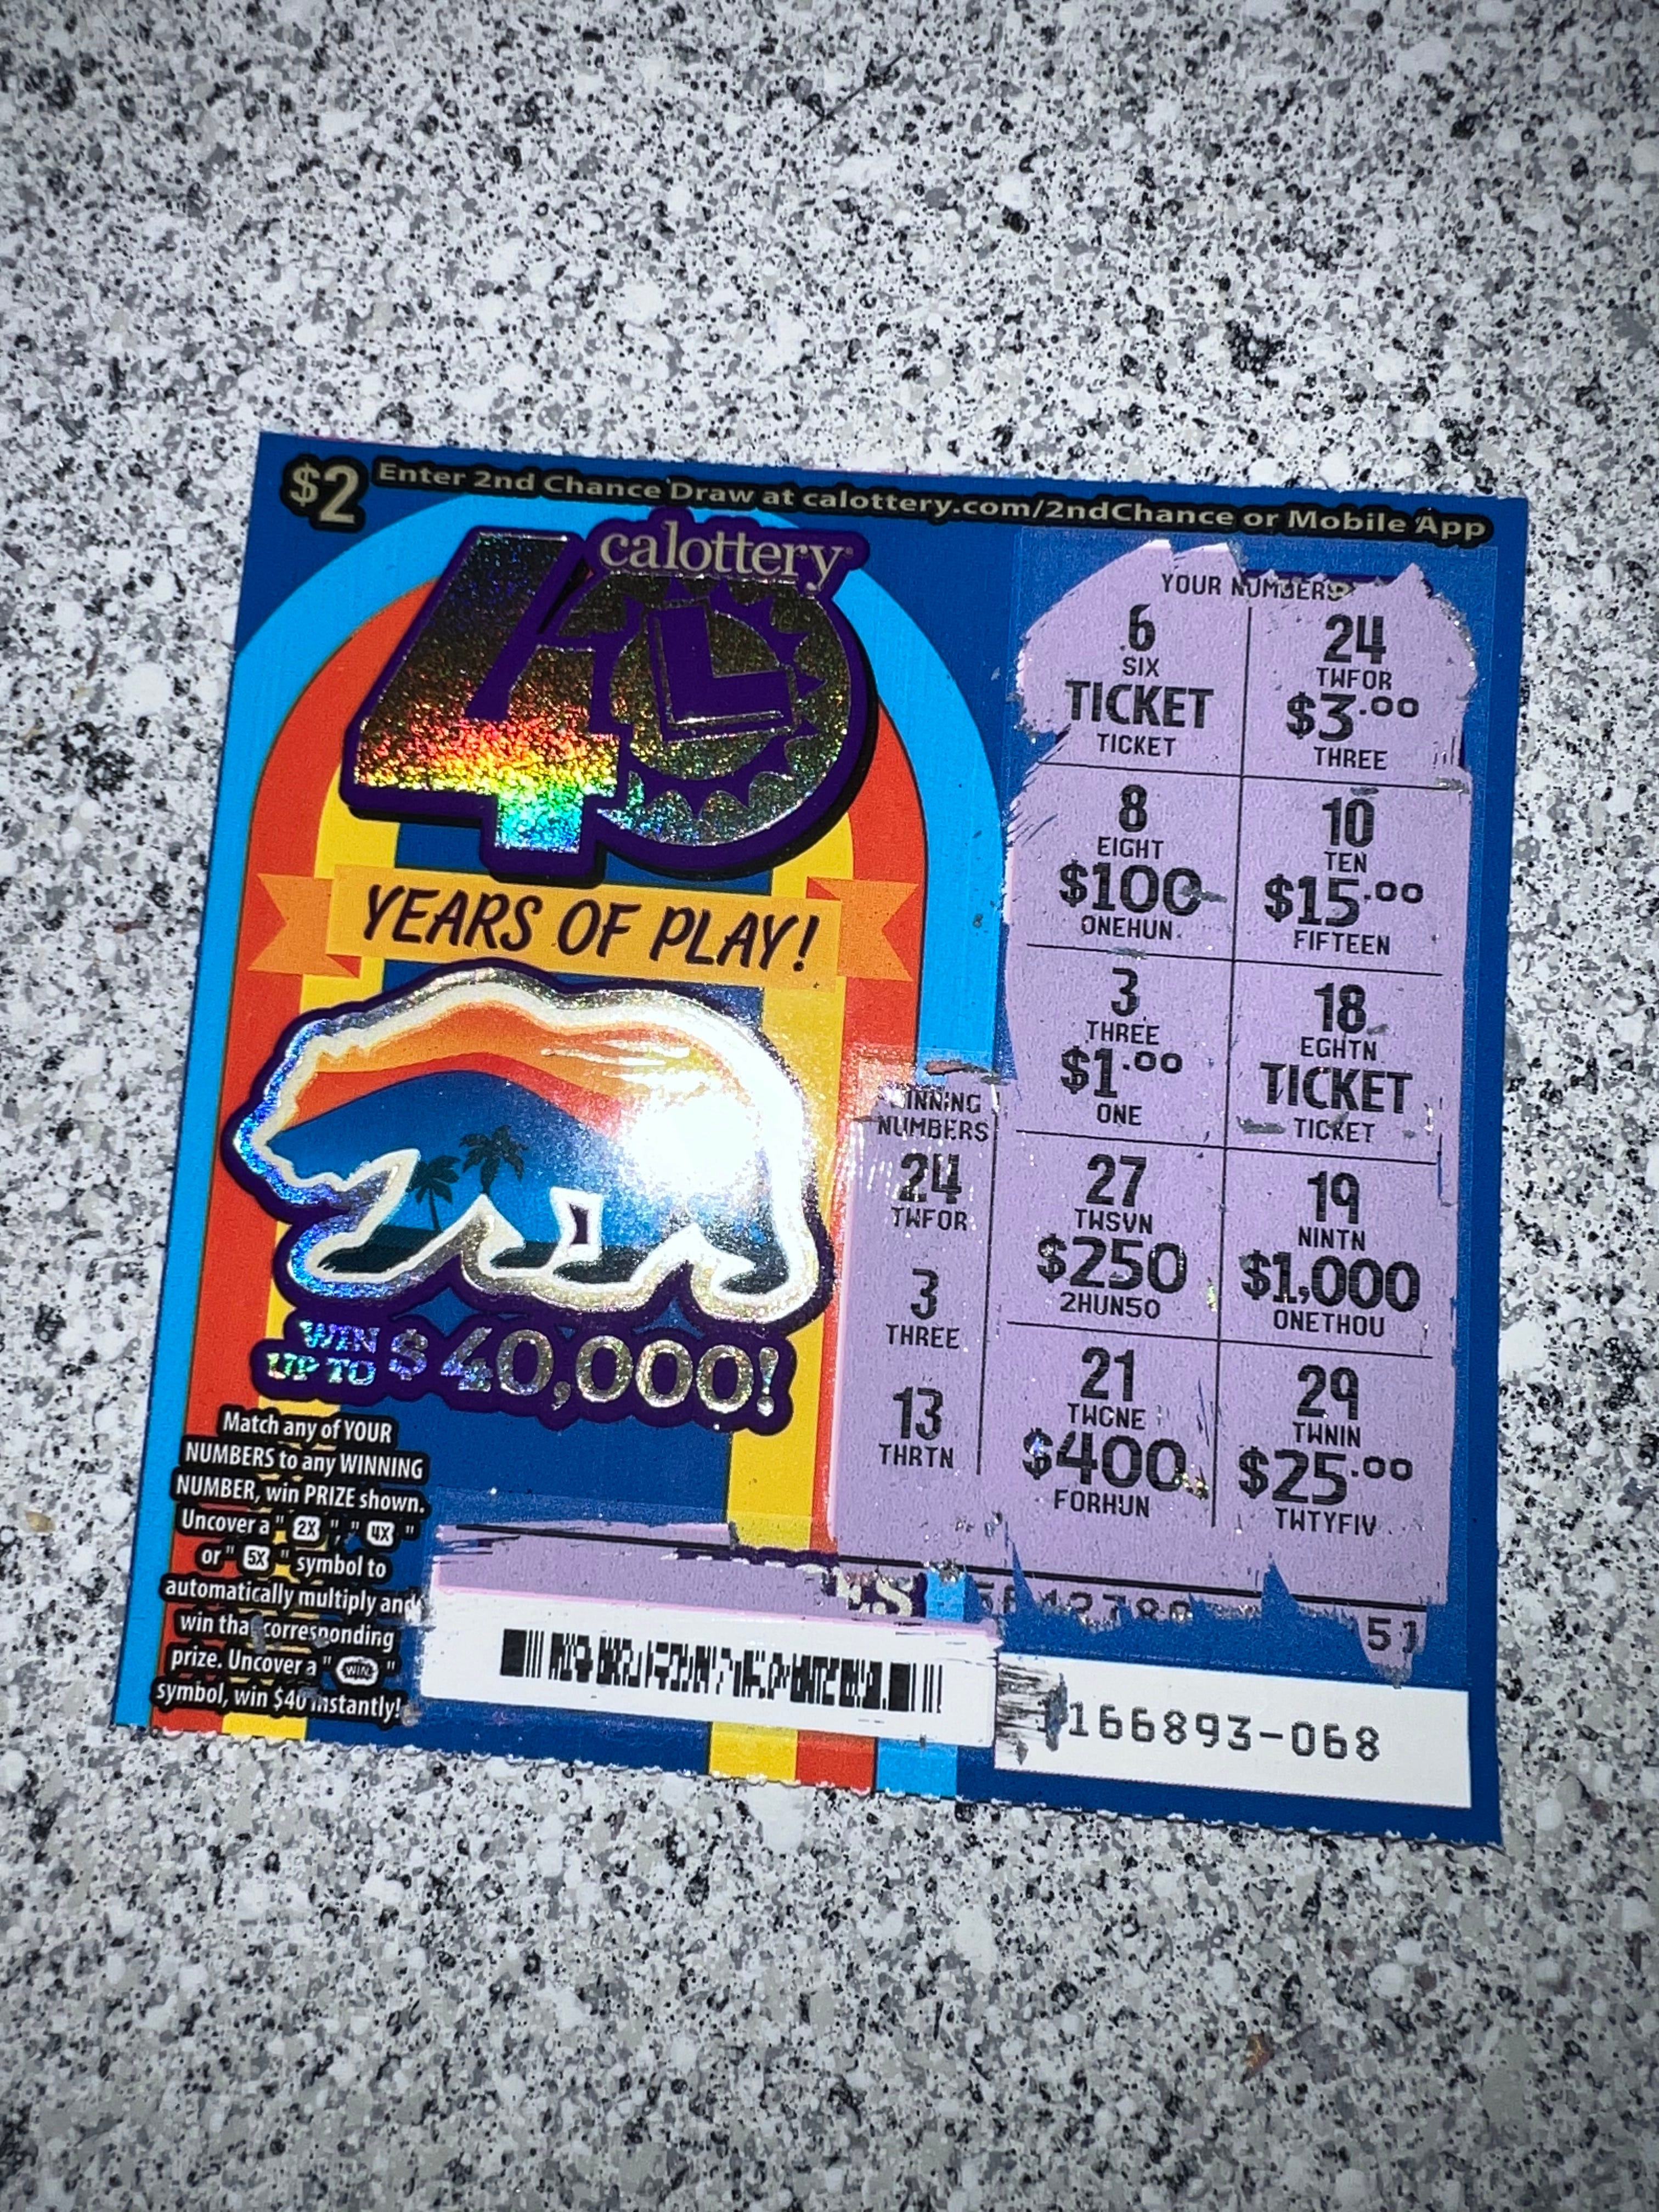 $2 Enter 2nd Chance Draw at calottery.com/2ndChance or Mobile App
calottery
40
YEARS OF PLAY!
WIN
UP TO $40,000!
Match any of YOUR
NUMBERS to any WINNING
NUMBER, win PRIZE shown.
Uncover a " 2X ", " 4X "
or " 5X " symbol to
automatically multiply and
win that corresponding
prize. Uncover a " WIN "
symbol, win $40 instantly!
WINNING
NUMBERS
24
TWFOR
3
THREE
13
THRTN
YOUR NUMBERS
6 24
SIX TWFOR
TICKET $3.00
TICKET THREE
8 10
EIGHT TEN
$100 $15.00
ONEHUN FIFTEEN
3 18
THREE EGHTN
$1.00 TICKET
ONE TICKET
27 19
TWSVN NINTN
$250 $1,000
2HUN50 ONETHOU
21 29
TWONE TWNIN
$400 $25.00
FORHUN TWTYFIV
51
166893-068